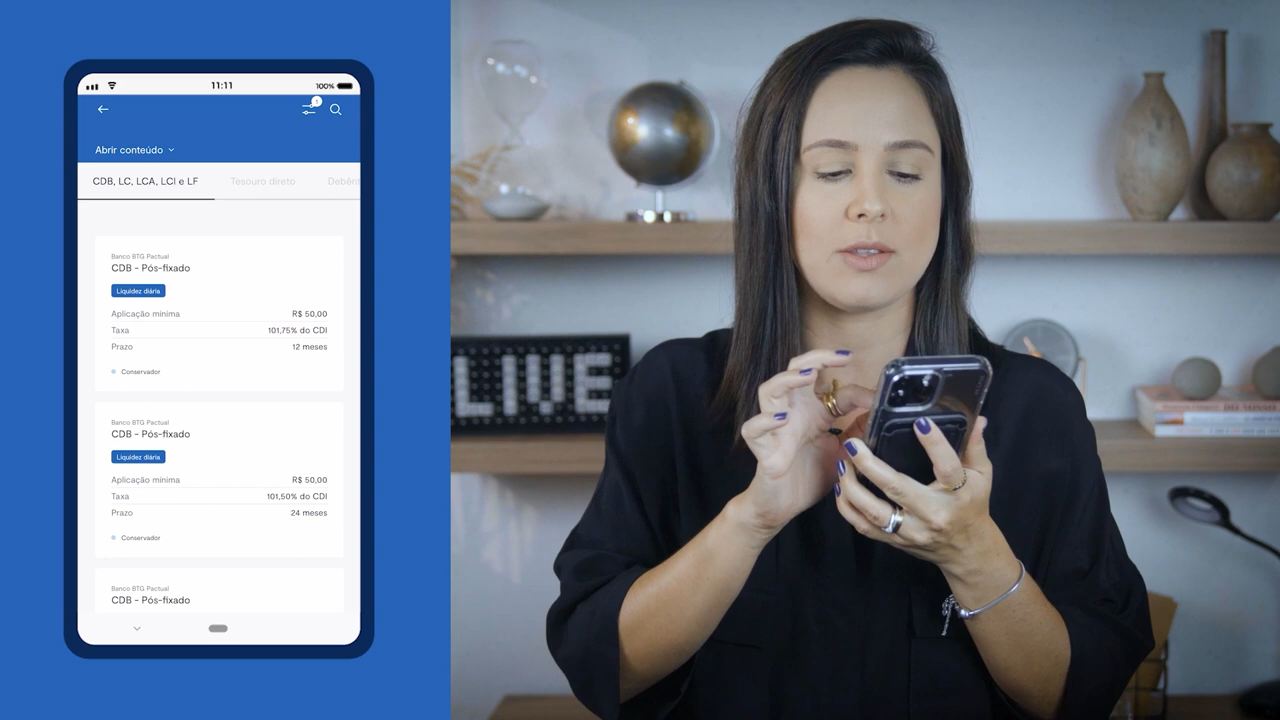 11:11
100%
1
Abrir conteúdo
CDB, LC, LCA, LCI e LF
Tesouro direto
Debênt
Banco BTG Pactual
CDB - Pós-fixado
Liquidez diária
Aplicação mínima
R$ 50,00
Taxa
101,75% do CDI
Prazo
12 meses
Conservador
Banco BTG Pactual
CDB - Pós-fixado
Liquidez diária
Aplicação mínima
R$ 50,00
Taxa
101,50% do CDI
Prazo
24 meses
Conservador
Banco BTG Pactual
CDB - Pós-fixado
LIVE